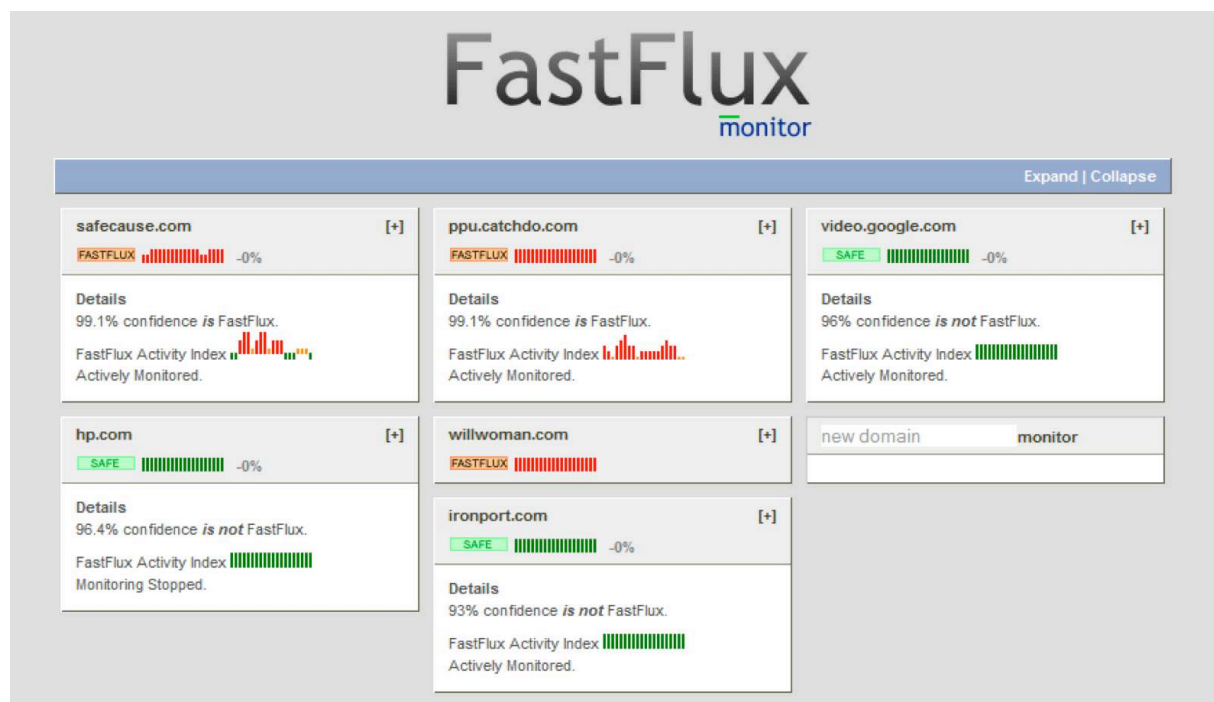 FastFlux
monitor
Expand | Collapse
safecause.com [+]
FASTFLUX -0%
Details
99.1% confidence is FastFlux.
FastFlux Activity Index
Actively Monitored.
ppu.catchdo.com [+]
FASTFLUX -0%
Details
99.1% confidence is FastFlux.
FastFlux Activity Index
Actively Monitored.
video.google.com [+]
SAFE -0%
Details
96% confidence is not FastFlux.
FastFlux Activity Index
Actively Monitored.
hp.com [+]
SAFE -0%
Details
96.4% confidence is not FastFlux.
FastFlux Activity Index
Monitoring Stopped.
willwoman.com [+]
FASTFLUX
new domain monitor
ironport.com [+]
SAFE -0%
Details
93% confidence is not FastFlux.
FastFlux Activity Index
Actively Monitored.